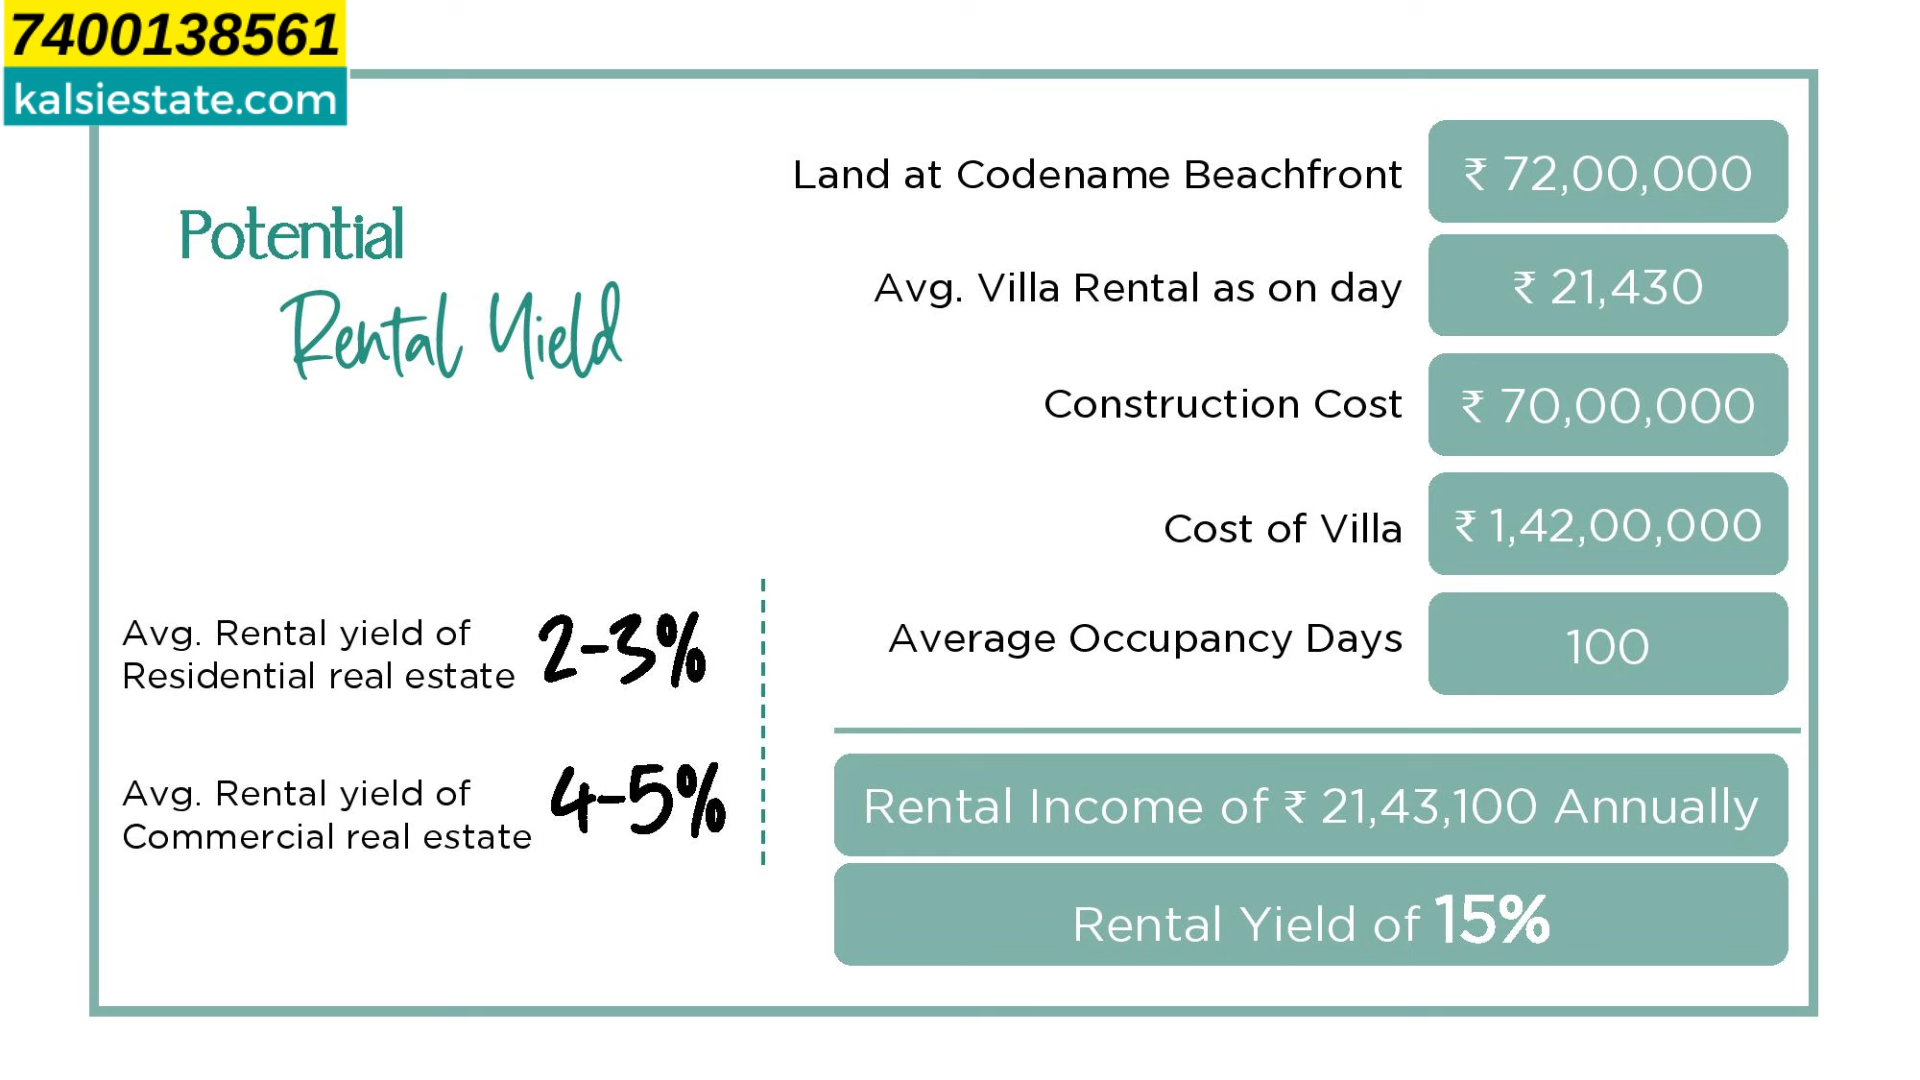 7400138561
kalsiestate.com
Potential
Rental Yield
Land at Codename Beachfront ₹ 72,00,000
Avg. Villa Rental as on day ₹ 21,430
Construction Cost ₹ 70,00,000
Cost of Villa ₹ 1,42,00,000
Average Occupancy Days 100
Avg. Rental yield of
Residential real estate 2-3%
Avg. Rental yield of
Commercial real estate 4-5%
Rental Income of ₹ 21,43,100 Annually
Rental Yield of 15%